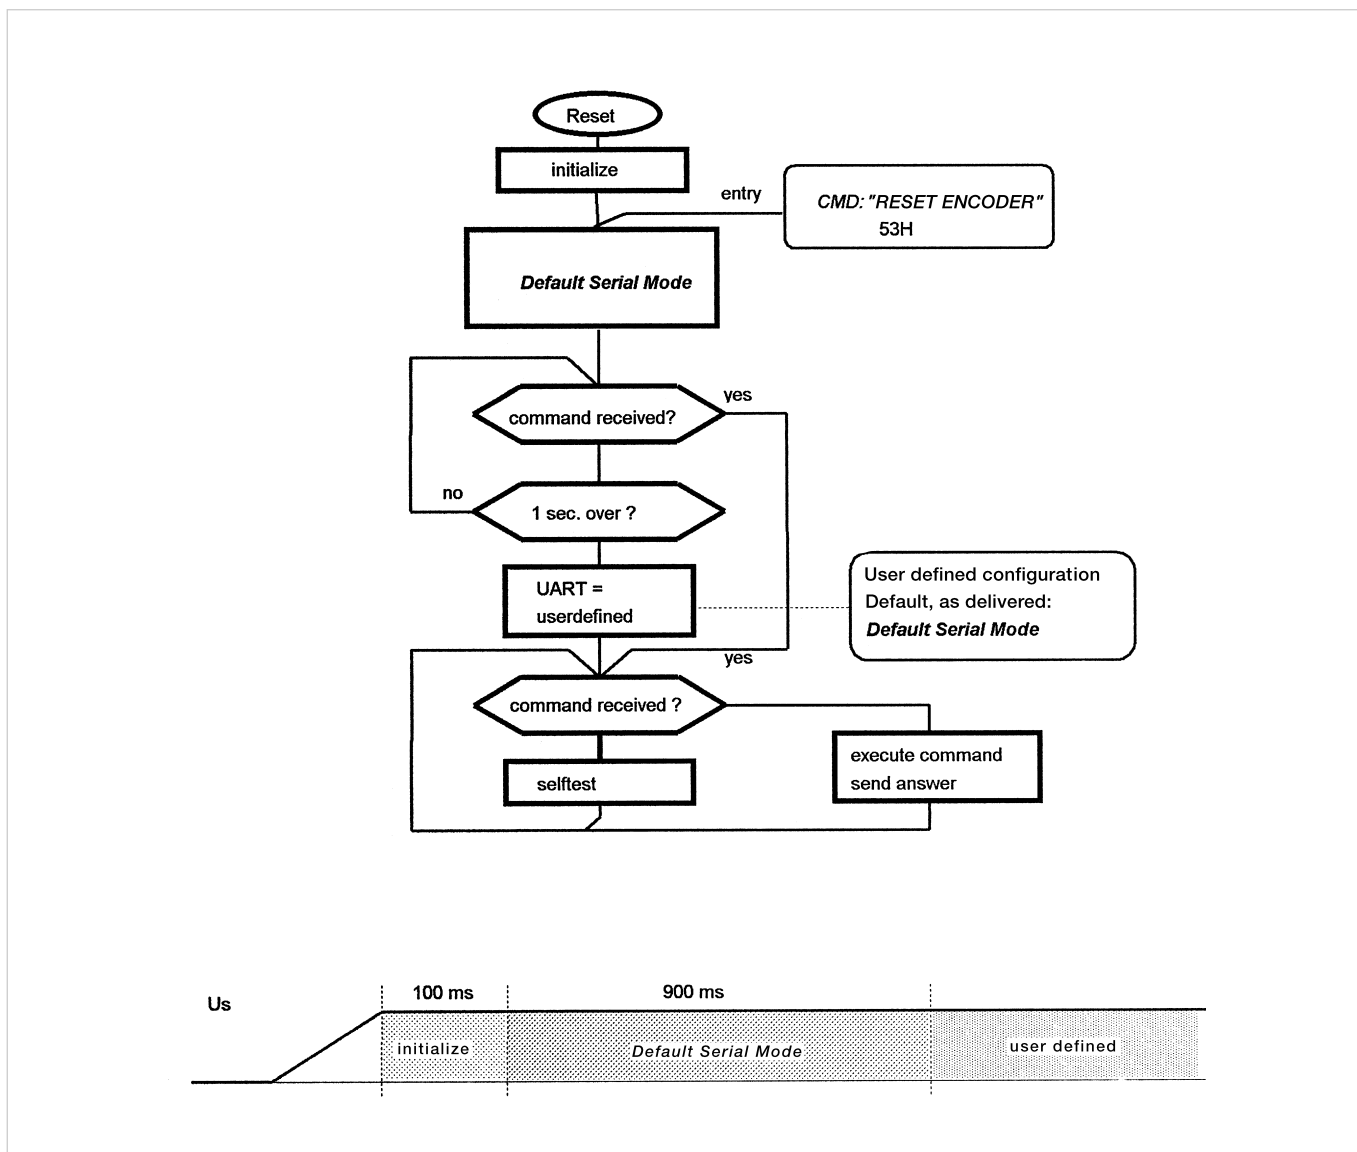 Reset
initialize
entry
CMD: "RESET ENCODER"
53H
Default Serial Mode
yes
command received?
no
1 sec. over ?
UART =
userdefined
User defined configuration
Default, as delivered:
Default Serial Mode
yes
command received ?
selftest
execute command
send answer
Us
100 ms
900 ms
initialize
Default Serial Mode
user defined